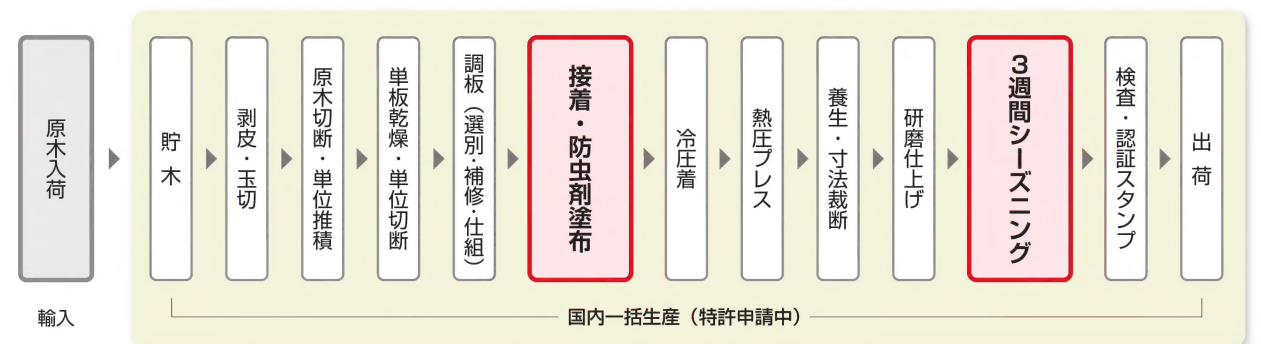 原木入荷
貯木
剥皮・玉切
原木切断・単位推積
単板乾燥・単位切断
調板（選別・補修・仕組）
接着・防虫剤塗布
冷圧着
熱圧プレス
養生・寸法裁断
研磨仕上げ
3週間シーズニング
検査・認証スタンプ
出荷
輸入
国内一括生産（特許申請中）